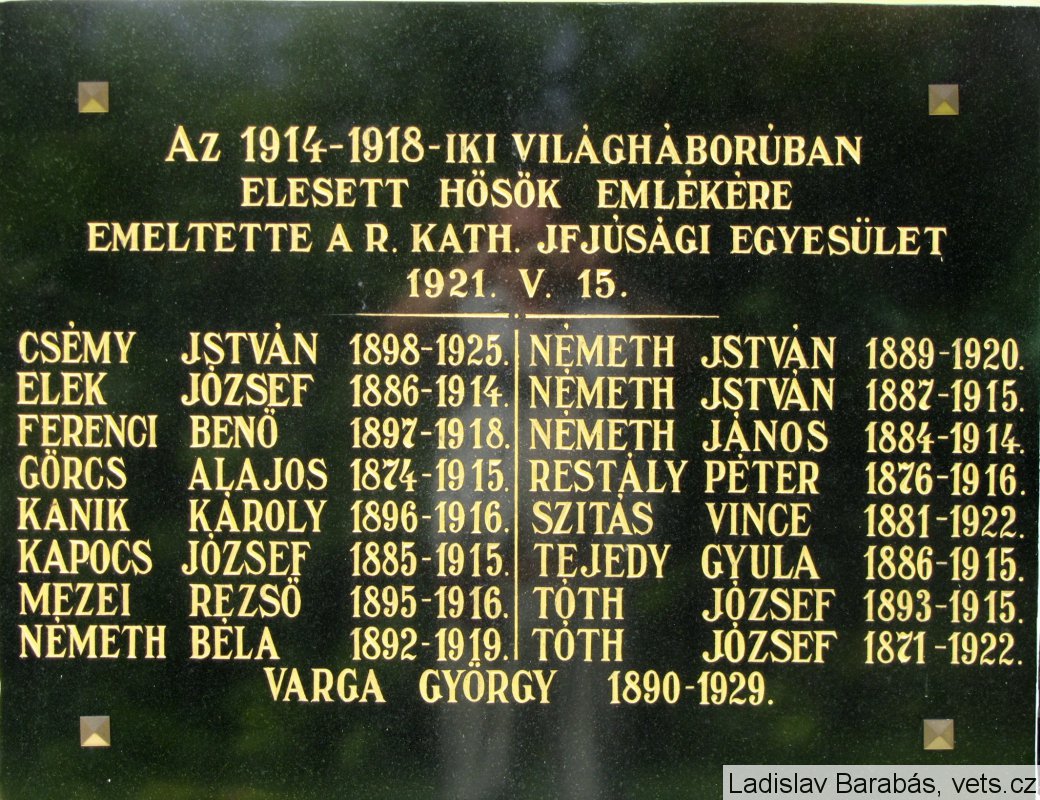 Az 1914-1918-IKI VILÁGHÁBORÚBAN
ELESETT HÖSÖK EMLÉKÉRE
EMELTETTE A R. KATH. JFJÚSÁGI EGYESÜLET
1921. V. 15.
CSÉMY JSTVÁN 1898-1925. NÉMETH JSTVÁN 1889-1920.
ELEK JÓZSEF 1886-1914. NÉMETH JSTVÁN 1887-1915.
FERENCI BENÖ 1897-1918. NÉMETH JÁNOS 1884-1914.
GÖRCS ALAJOS 1874-1915. RESTÁLY PÉTER 1876-1916.
KÁNIK KÁROLY 1896-1916. SZITÁS VINCE 1881-1922.
KAPOCS JÓZSEF 1885-1915. TEJEDY GYULA 1886-1915.
MEZEI REZSÖ 1895-1916. TÓTH JÓZSEF 1893-1915.
NÉMETH BÉLA 1892-1919. TÓTH JÓZSEF 1871-1922.
VARGA GYÖRGY 1890-1929.
Ladislav Barabás, vets.cz